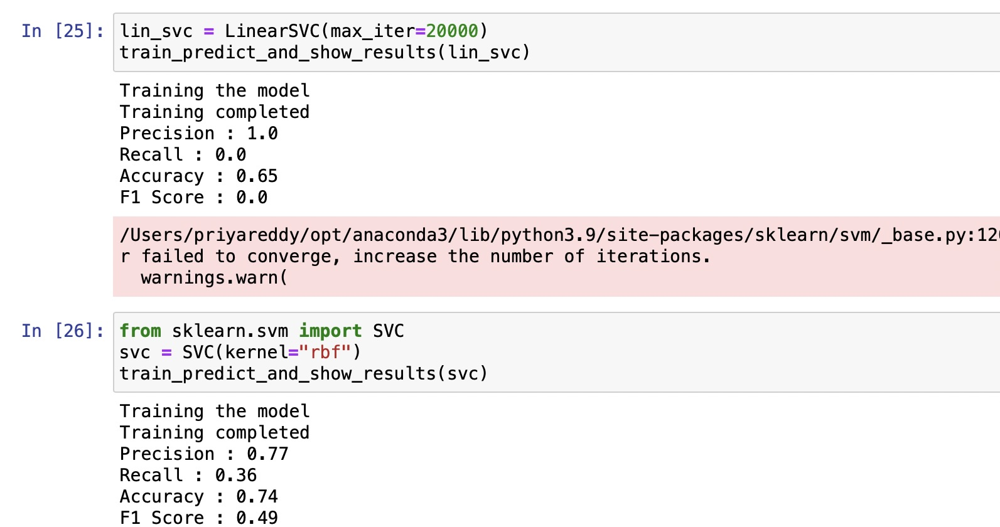 In [25]: lin_svc = LinearSVC(max_iter=20000)
train_predict_and_show_results(lin_svc)
Training the model
Training completed
Precision : 1.0
Recall : 0.0
Accuracy : 0.65
F1 Score : 0.0
/Users/priyareddy/opt/anaconda3/lib/python3.9/site-packages/sklearn/svm/_base.py:12
r failed to converge, increase the number of iterations.
warnings.warn(
In [26]: from sklearn.svm import SVC
svc = SVC(kernel="rbf")
train_predict_and_show_results(svc)
Training the model
Training completed
Precision : 0.77
Recall : 0.36
Accuracy : 0.74
F1 Score : 0.49